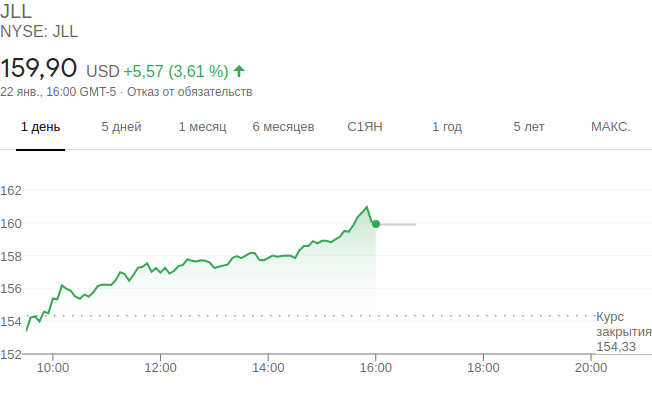 JLL
NYSE: JLL
159,90 USD +5,57 (3,61 %)
22 янв., 16:00 GMT-5 · Отказ от обязательств
1 день 5 дней 1 месяц 6 месяцев С1ЯН 1 год 5 лет МАКС.
162
160
158
156
154
152
Курс
закрытия
154,33
10:00 12:00 14:00 16:00 18:00 20:00